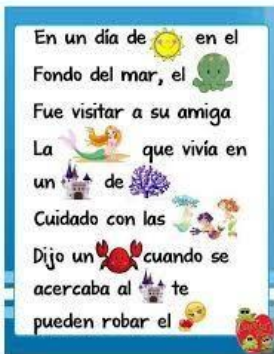 En un día de en el
Fondo del mar, el
Fue visitar a su amiga
La que vivía en
un de
Cuidado con las
Dijo un cuando se
acercaba al te
pueden robar el